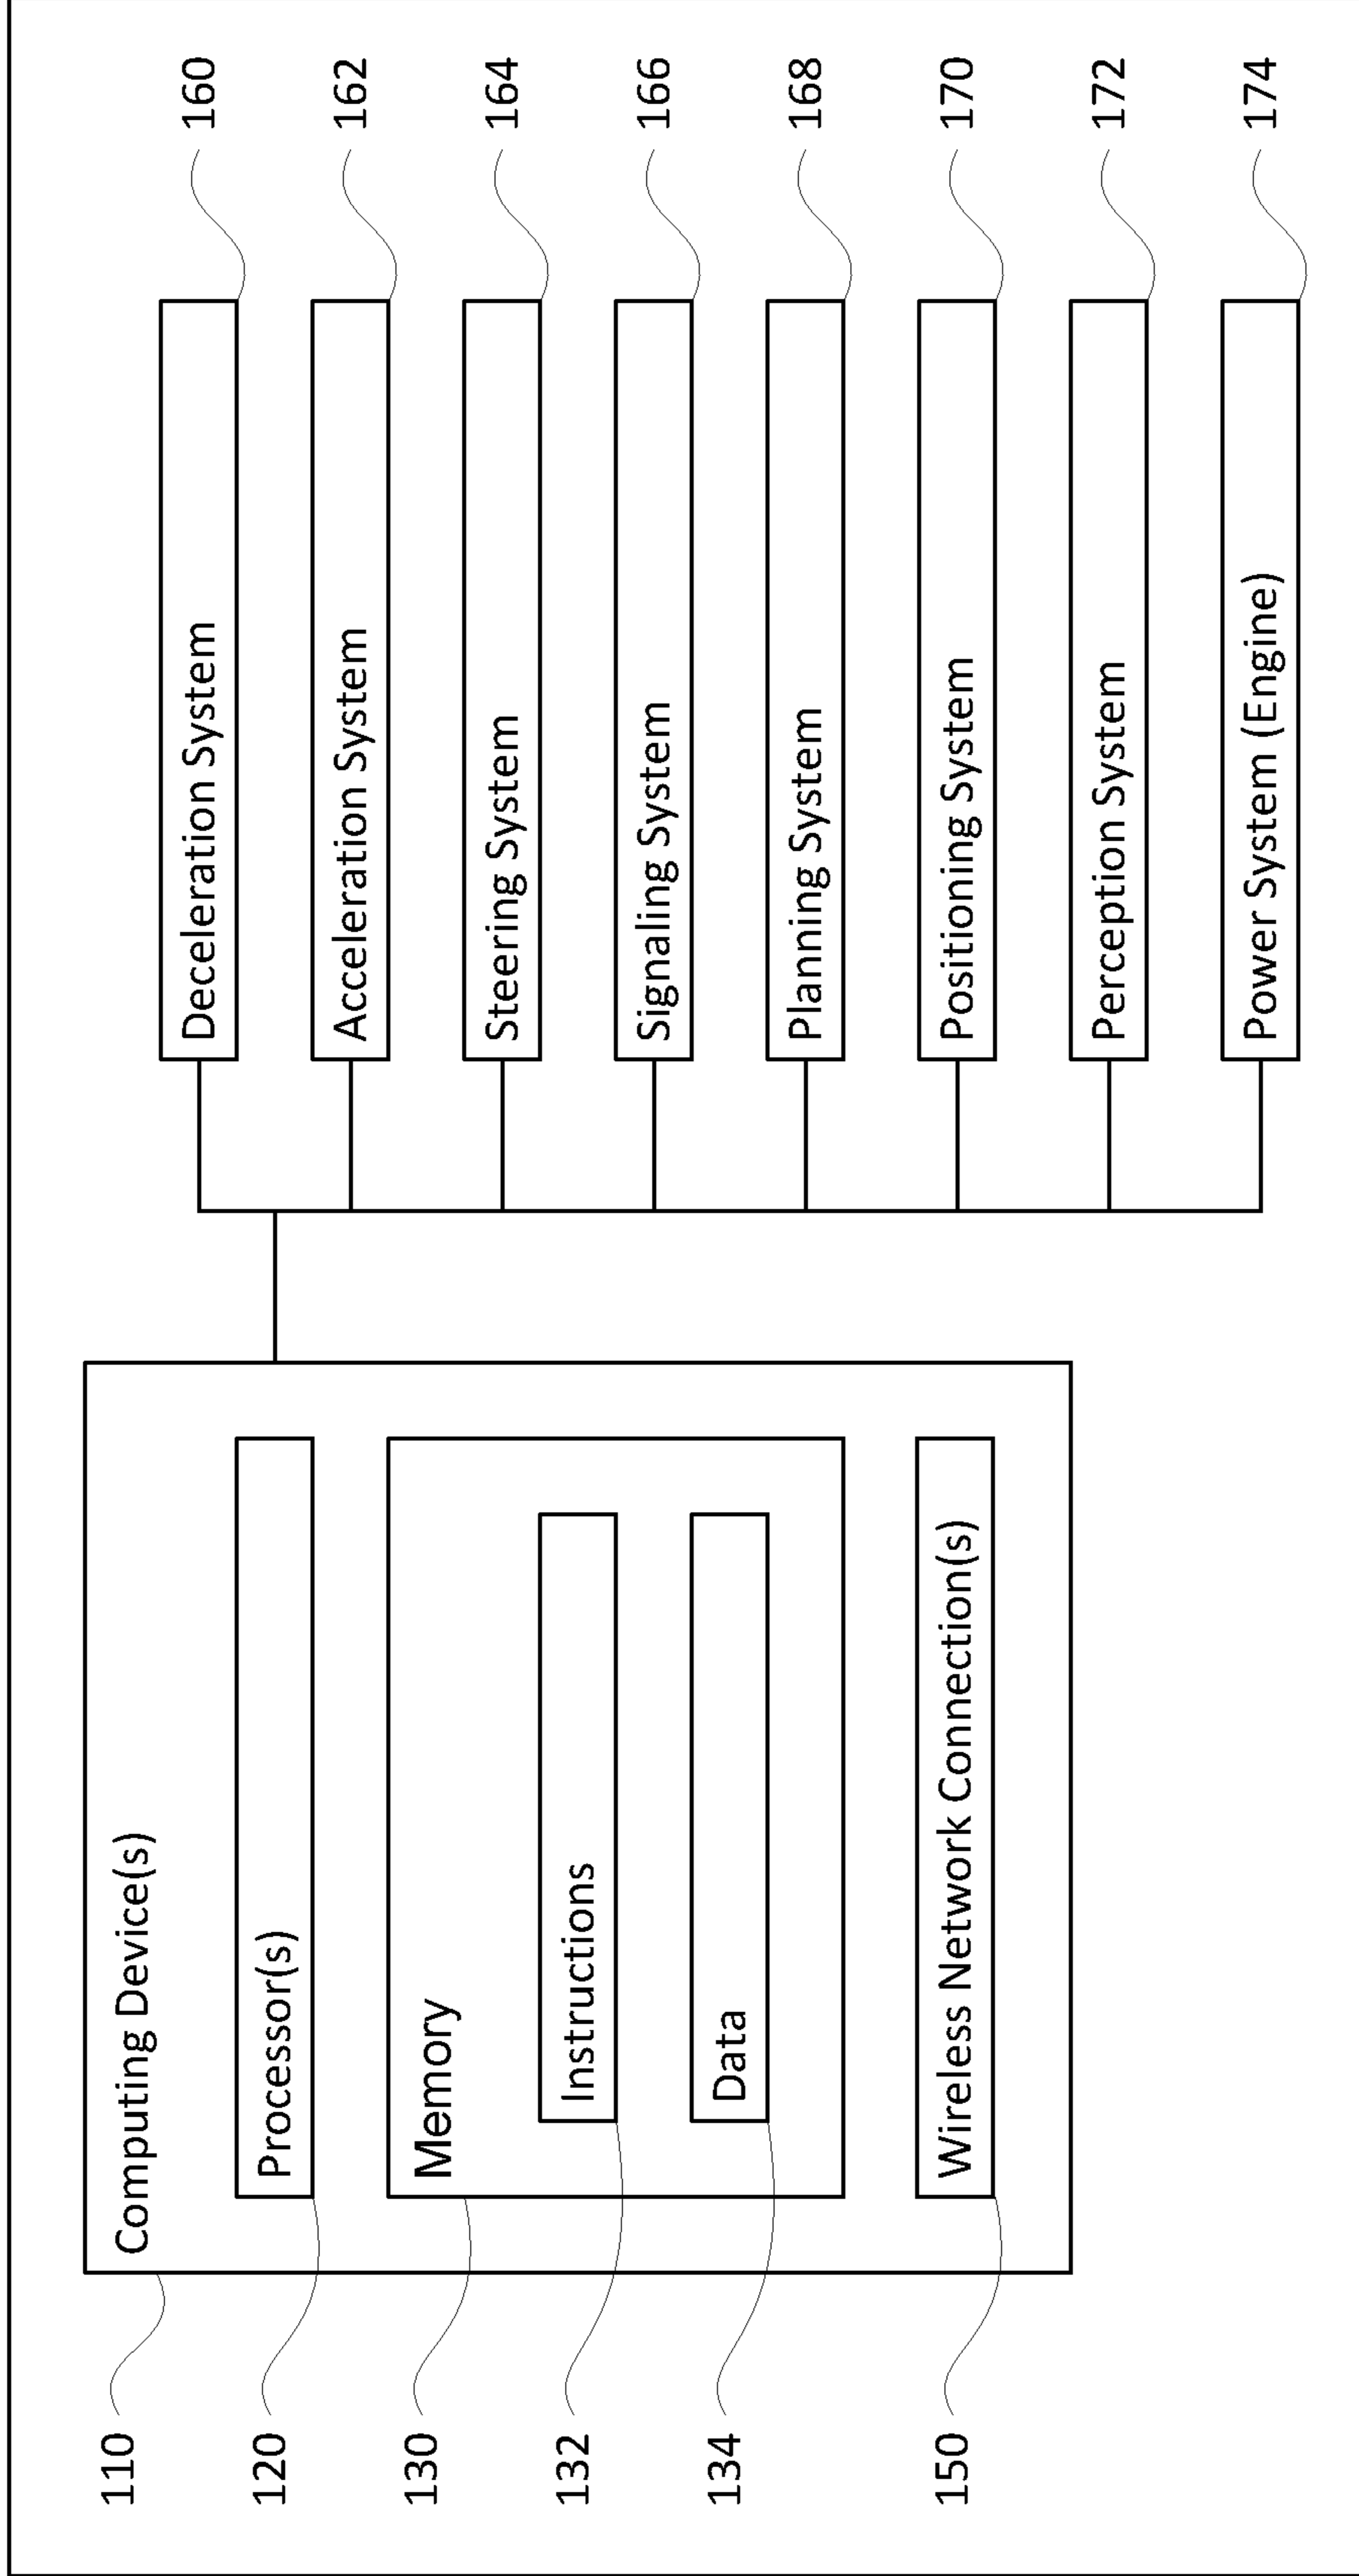 110
Computing Device(s)
120
Processor(s)
130
Memory
132
Instructions
134
Data
150
Wireless Network Connection(s)
Deceleration System
160
Acceleration System
162
Steering System
164
Signaling System
166
Planning System
168
Positioning System
170
Perception System
172
Power System (Engine)
174